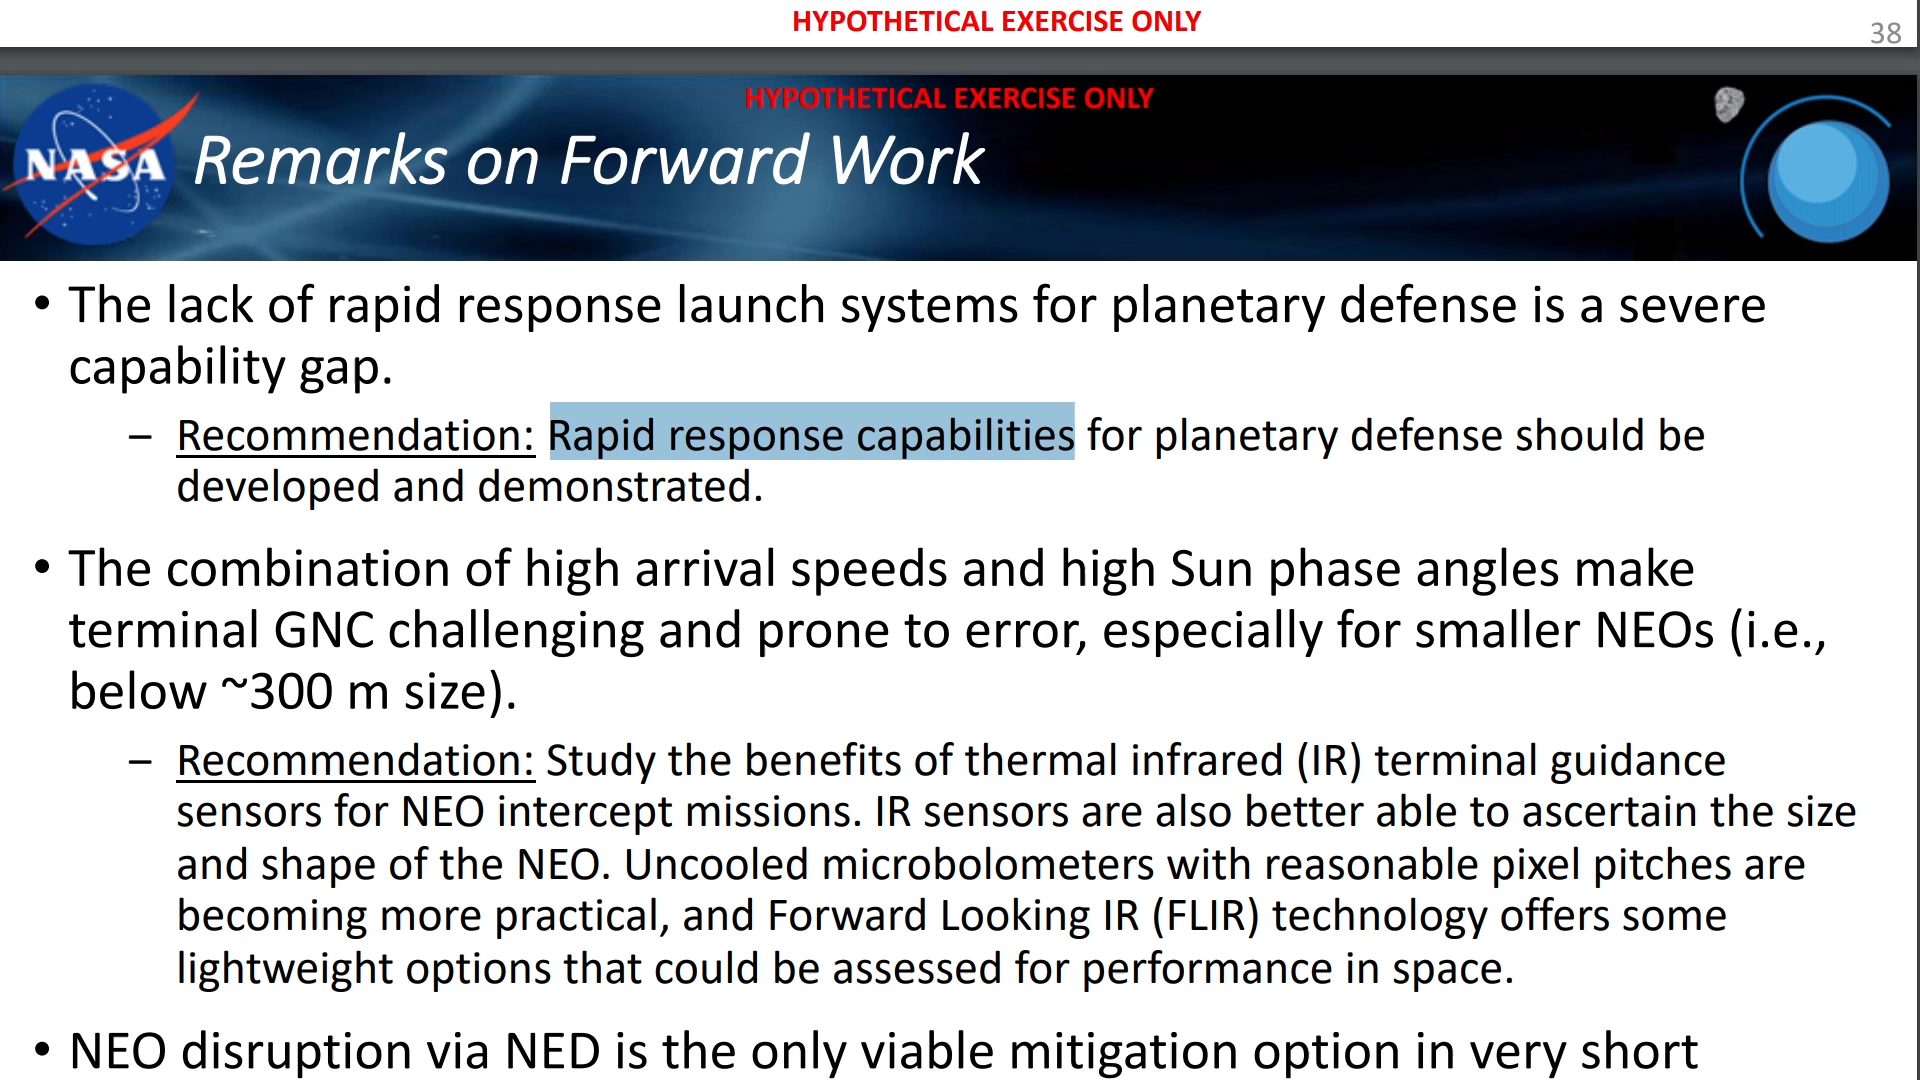 HYPOTHETICAL EXERCISE ONLY
38
HYPOTHETICAL EXERCISE ONLY
NASA
Remarks on Forward Work
• The lack of rapid response launch systems for planetary defense is a severe
capability gap.
– Recommendation: Rapid response capabilities for planetary defense should be
developed and demonstrated.
• The combination of high arrival speeds and high Sun phase angles make
terminal GNC challenging and prone to error, especially for smaller NEOs (i.e.,
below ~300 m size).
– Recommendation: Study the benefits of thermal infrared (IR) terminal guidance
sensors for NEO intercept missions. IR sensors are also better able to ascertain the size
and shape of the NEO. Uncooled microbolometers with reasonable pixel pitches are
becoming more practical, and Forward Looking IR (FLIR) technology offers some
lightweight options that could be assessed for performance in space.
• NEO disruption via NED is the only viable mitigation option in very short